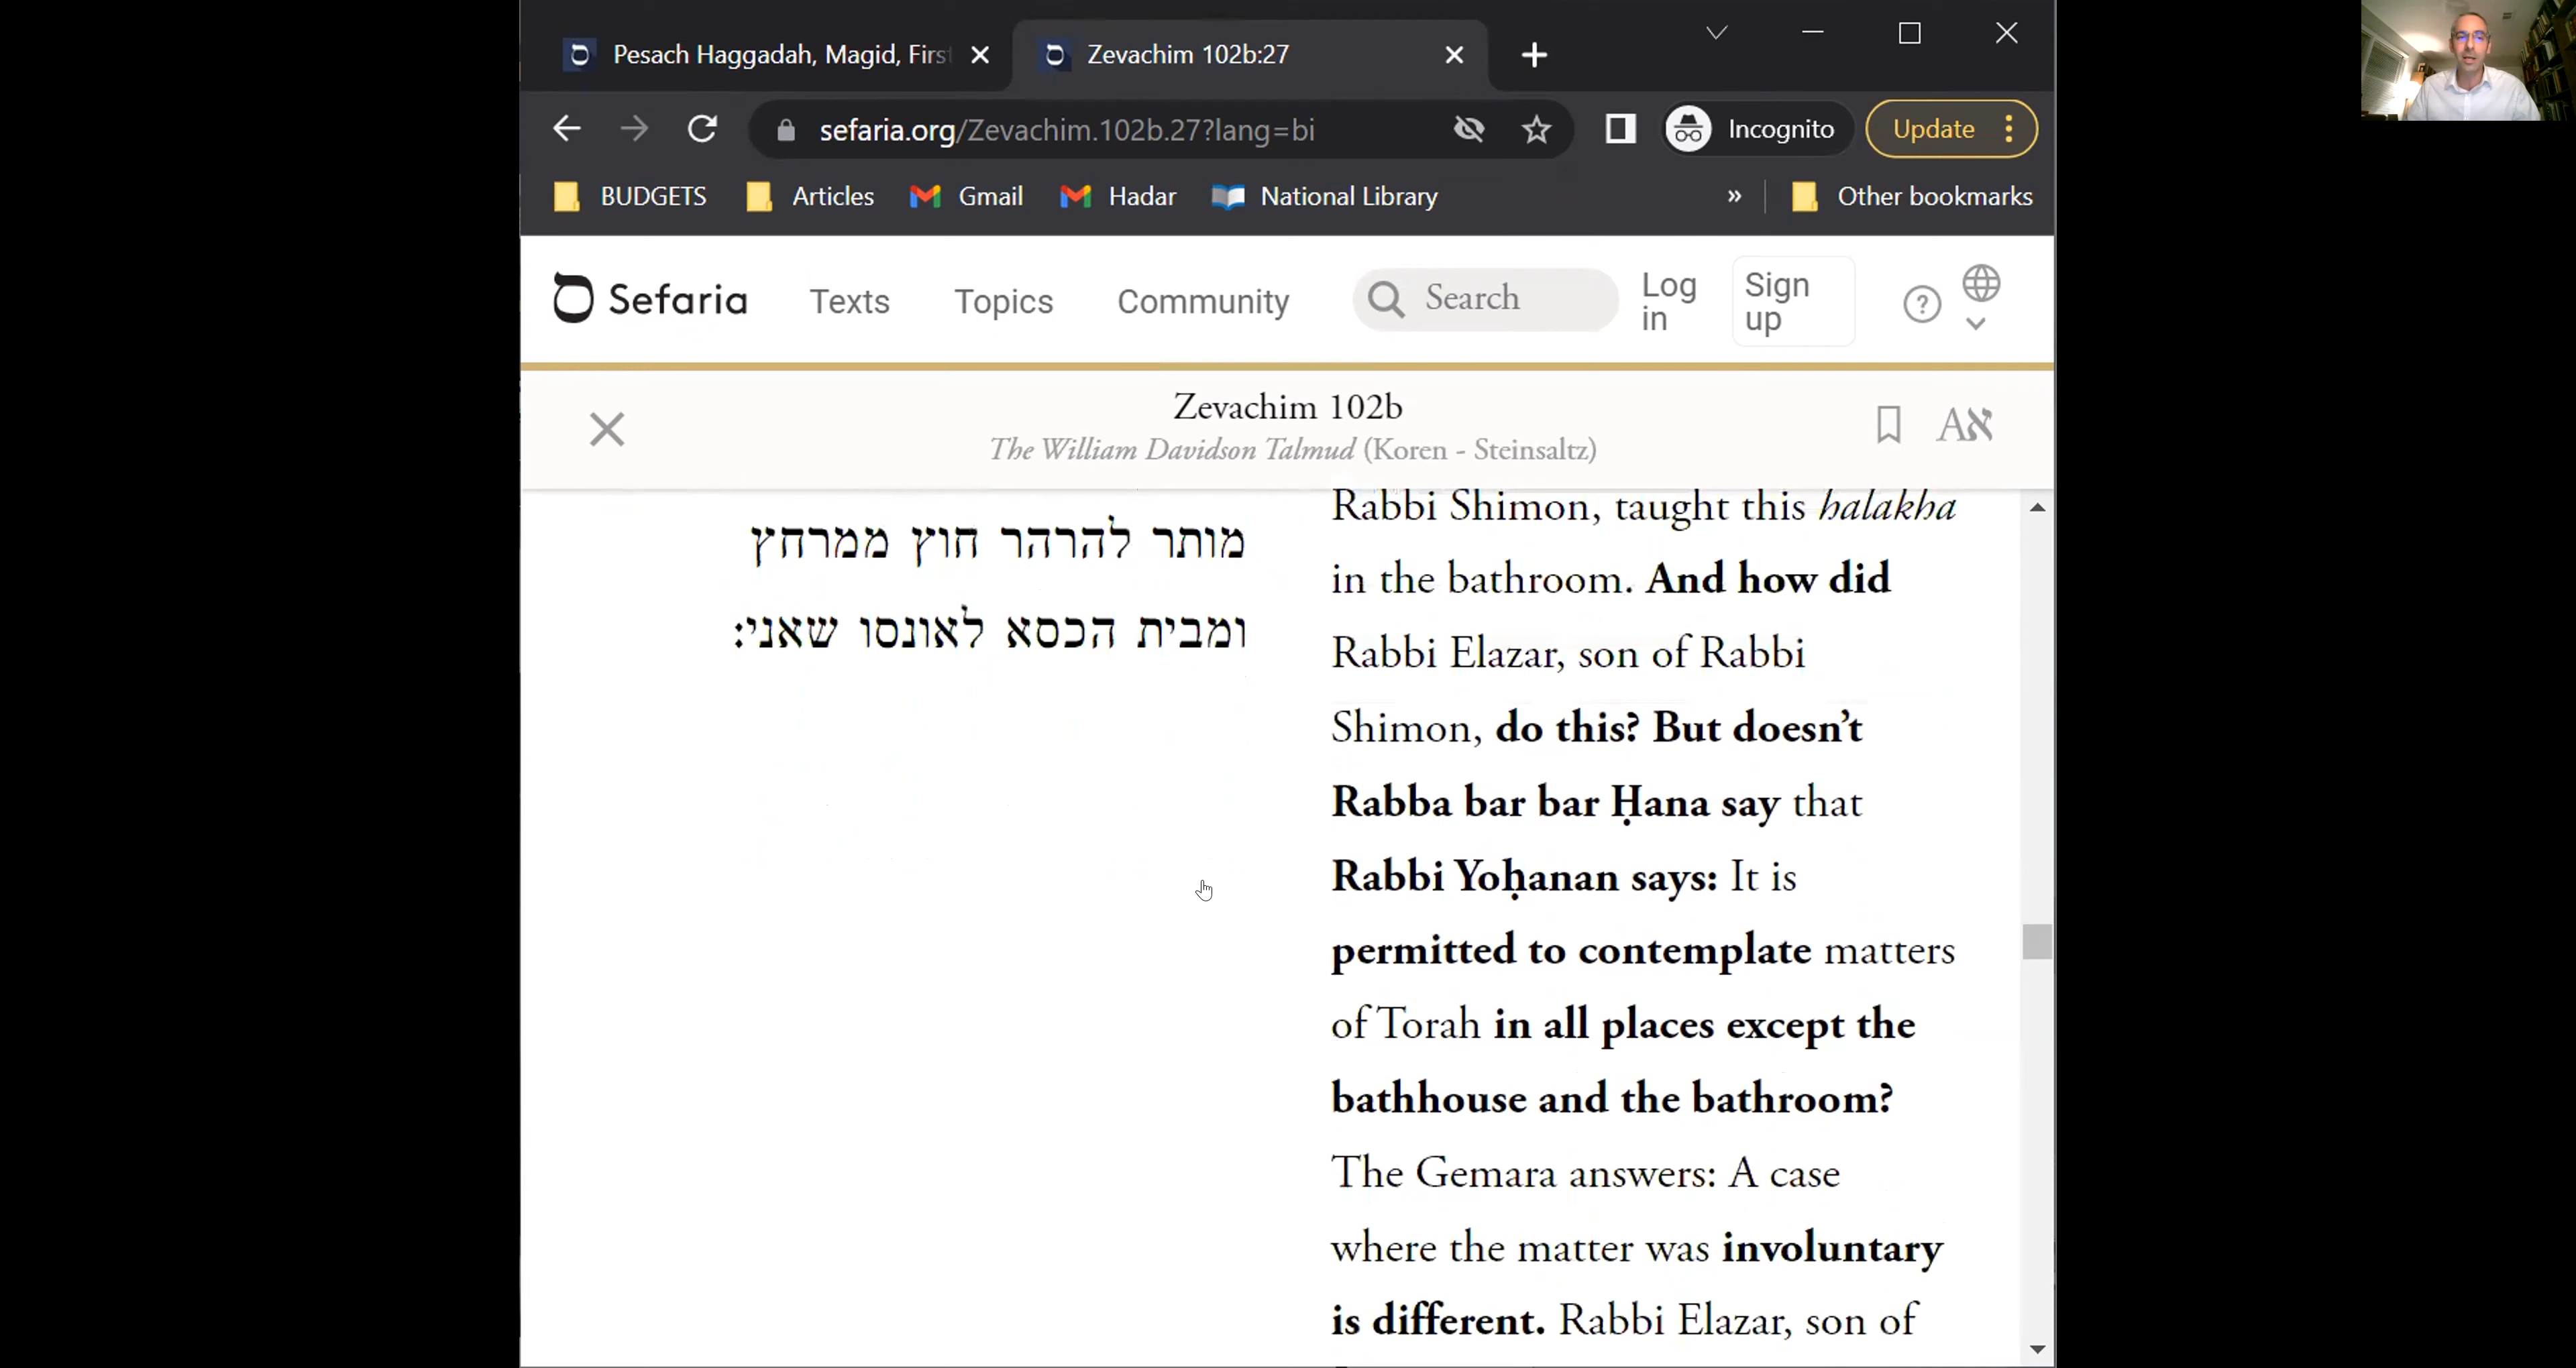 Pesach Haggadah, Magid, Firs
Zevachim 102b:27
sefaria.org/Zevachim.102b.27?lang=bi
Incognito
Update
BUDGETS
Articles
Gmail
Hadar
National Library
»
Other bookmarks
Sefaria
Texts
Topics
Community
Search
Log in
Sign up
?
Zevachim 102b
The William Davidson Talmud (Koren - Steinsaltz)
Aא
מותר להרהר חוץ ממרחץ
ומבית הכסא לאונסו שאני:
Rabbi Shimon, taught this halakha
in the bathroom. And how did
Rabbi Elazar, son of Rabbi
Shimon, do this? But doesn’t
Rabba bar bar Ḥana say that
Rabbi Yoḥanan says: It is
permitted to contemplate matters
of Torah in all places except the
bathhouse and the bathroom?
The Gemara answers: A case
where the matter was involuntary
is different. Rabbi Elazar, son of